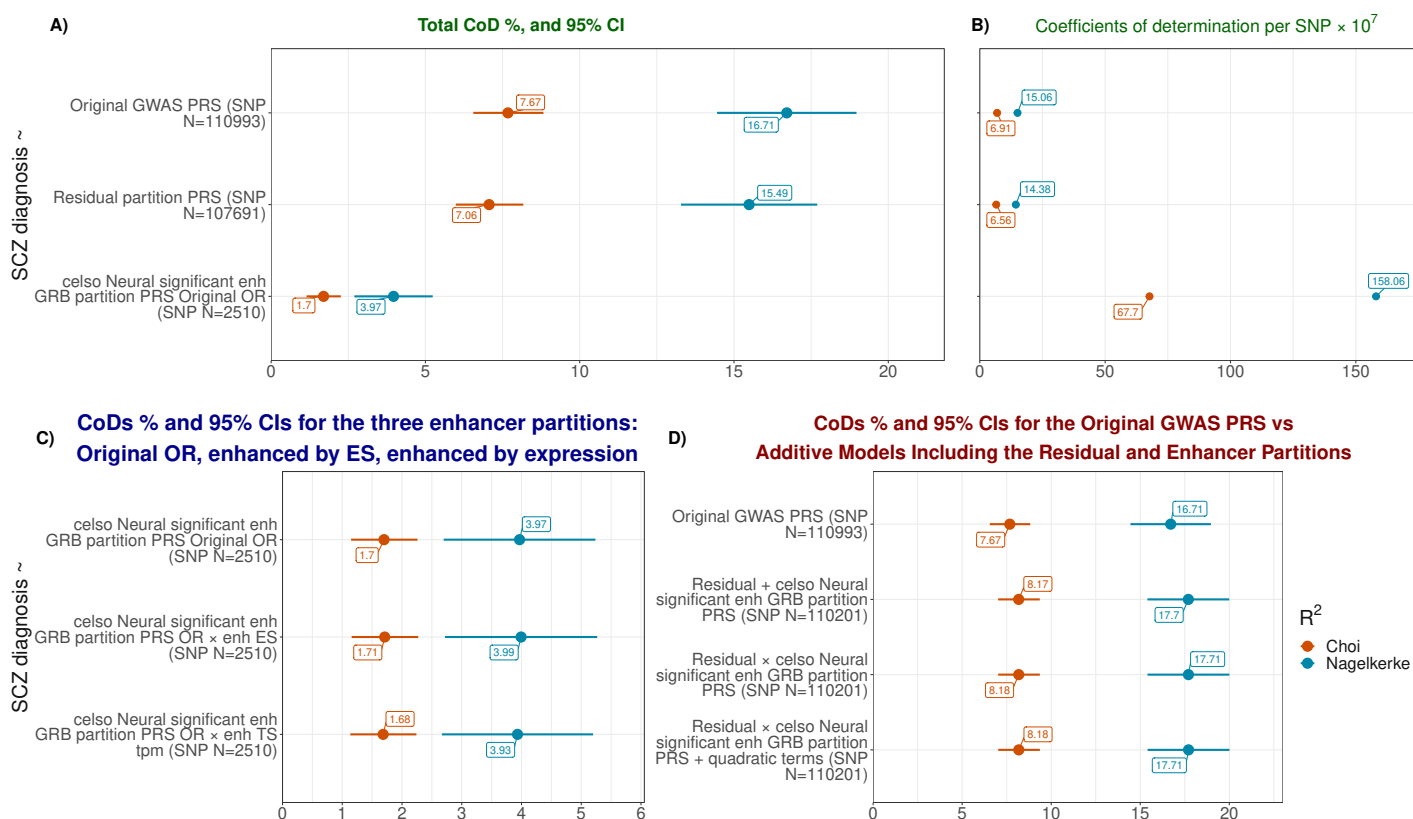 A)
Total CoD %, and 95% CI
SCZ diagnosis ~
Original GWAS PRS (SNP
N=110993)
Residual partition PRS (SNP
N=107691)
celso Neural significant enh
GRB partition PRS Original OR
(SNP N=2510)
7.67
16.71
15.49
7.06
1.7
3.97
0 5 10 15 20
B)
Coefficients of determination per SNP × 10^7
15.06
6.91
14.38
6.56
158.06
67.7
0 50 100 150
C)
CoDs % and 95% CIs for the three enhancer partitions:
Original OR, enhanced by ES, enhanced by expression
SCZ diagnosis ~
celso Neural significant enh
GRB partition PRS Original OR
(SNP N=2510)
celso Neural significant enh
GRB partition PRS OR × enh ES
(SNP N=2510)
celso Neural significant enh
GRB partition PRS OR × enh TS
tpm (SNP N=2510)
3.97
1.7
1.71
3.99
1.68
3.93
0 1 2 3 4 5 6
D)
CoDs % and 95% CIs for the Original GWAS PRS vs
Additive Models Including the Residual and Enhancer Partitions
Original GWAS PRS (SNP
N=110993)
Residual + celso Neural
significant enh GRB partition
PRS (SNP N=110201)
Residual × celso Neural
significant enh GRB partition
PRS (SNP N=110201)
Residual × celso Neural
significant enh GRB partition
PRS + quadratic terms (SNP
N=110201)
16.71
7.67
8.17
17.7
17.71
8.18
8.18
17.71
0 5 10 15 20
R^2
Choi
Nagelkerke